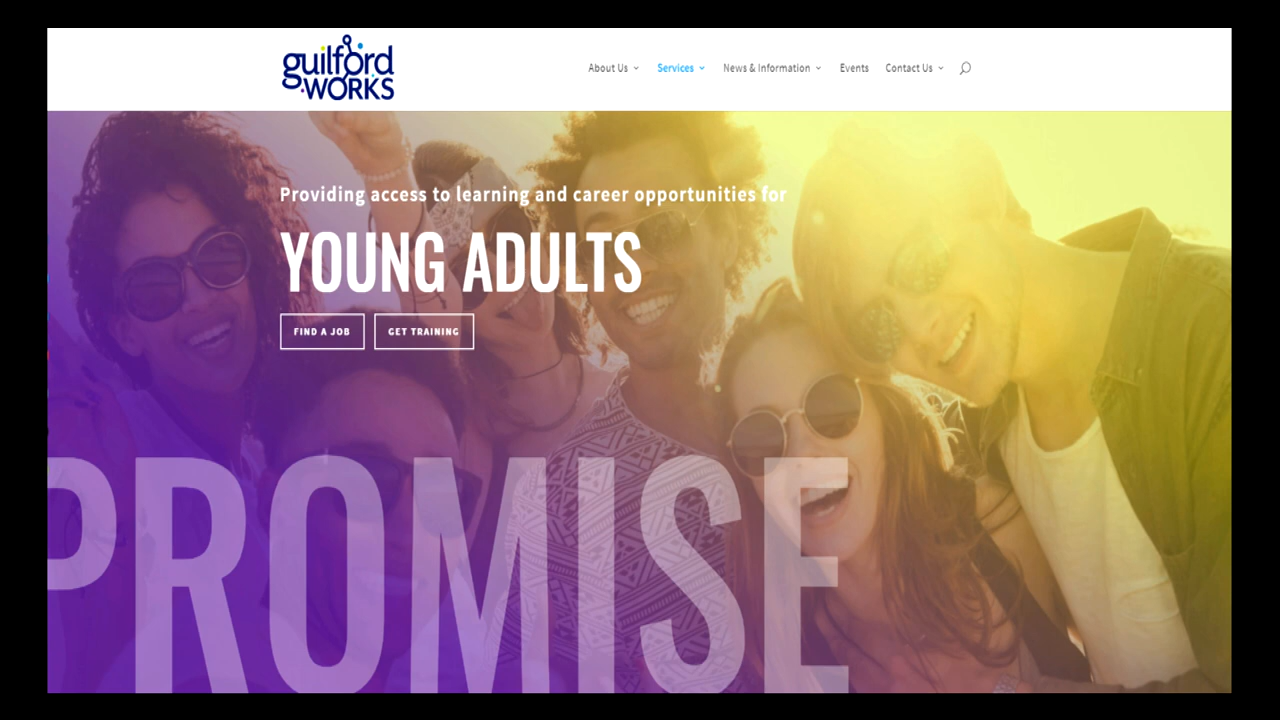 guilford
WORKS
About Us
Services
News & Information
Events
Contact Us
Providing access to learning and career opportunities for
YOUNG ADULTS
FIND A JOB
GET TRAINING
PROMISE